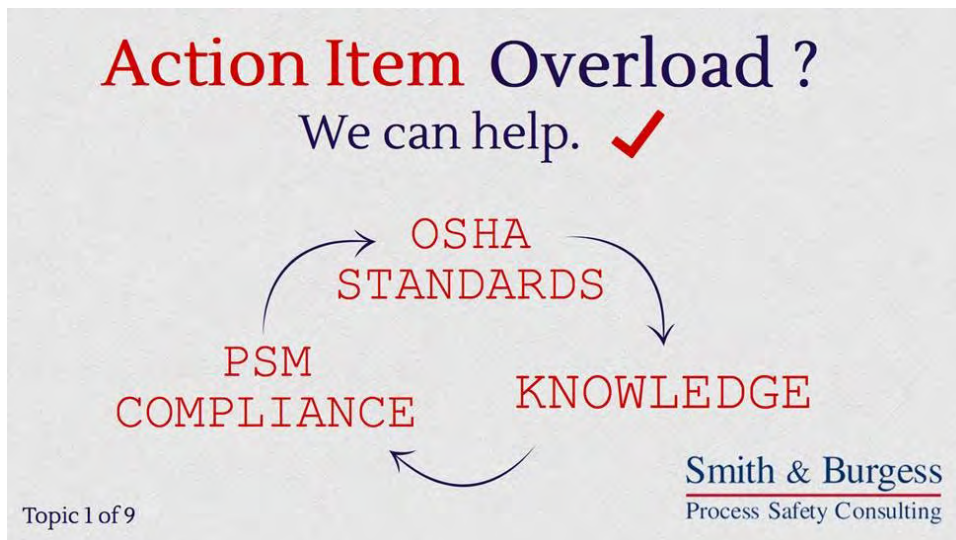 Action Item Overload ?
We can help.
OSHA
STANDARDS
PSM
COMPLIANCE
KNOWLEDGE
Smith & Burgess
Process Safety Consulting
Topic 1 of 9